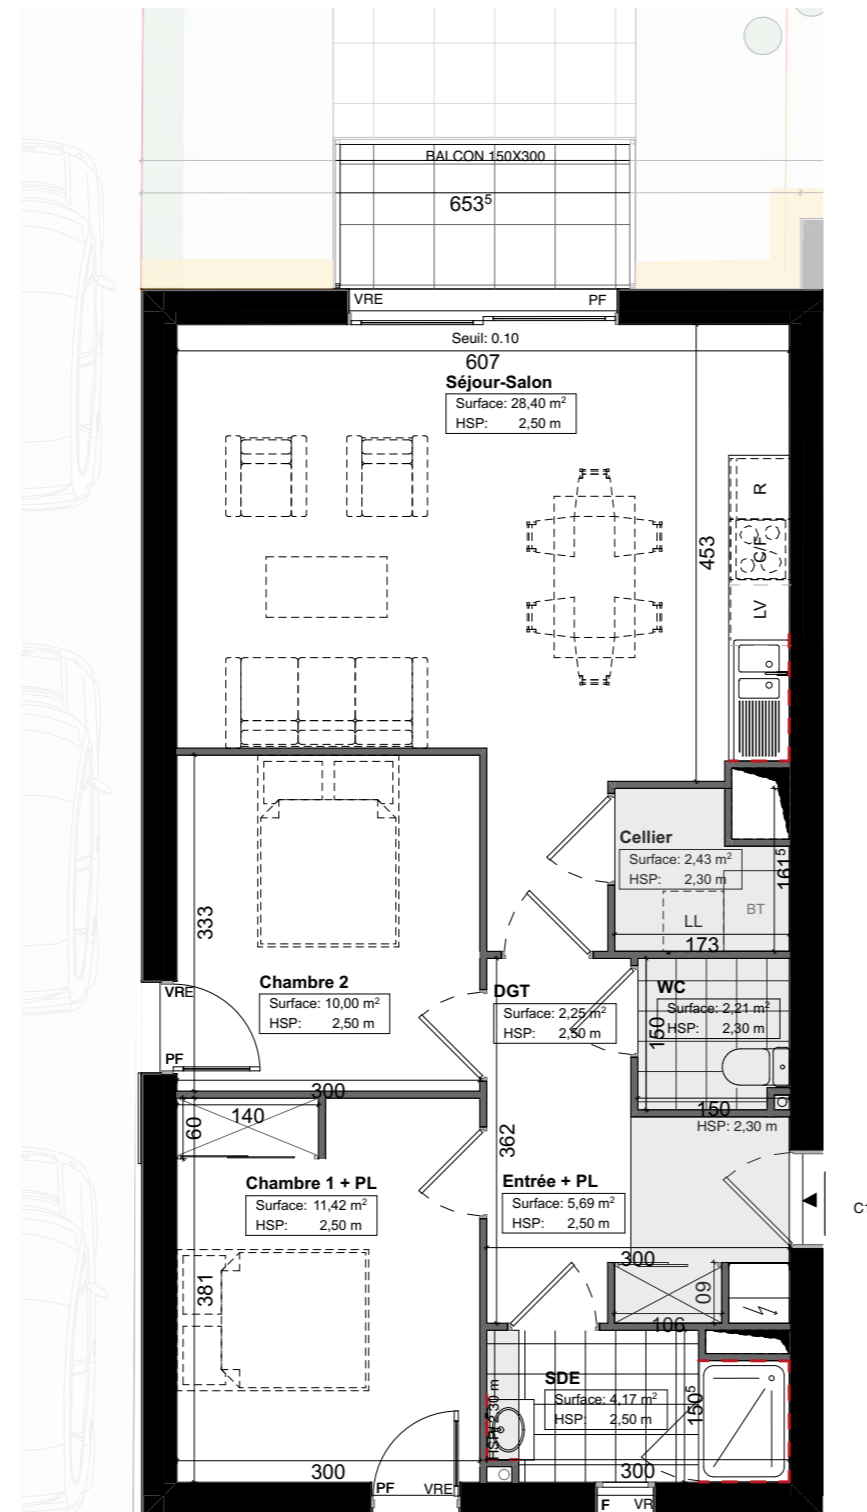 BALCON 150X300
653⁵
VRE PF
Seuil: 0.10
607
Séjour-Salon
Surface: 28,40 m²
HSP: 2,50 m
R
C/F
LV
453
Cellier
Surface: 2,43 m²
HSP: 2,30 m
161⁵
BT
LL
173
333
Chambre 2
Surface: 10,00 m²
HSP: 2,50 m
VRE
PF
300
DGT
Surface: 2,25 m²
HSP: 2,50 m
WC
Surface: 2,21 m²
HSP: 2,30 m
150
150
HSP: 2,30 m
60
140
362
Chambre 1 + PL
Surface: 11,42 m²
HSP: 2,50 m
Entrée + PL
Surface: 5,69 m²
HSP: 2,50 m
300
60
106
381
SDE
Surface: 4,17 m²
HSP: 2,50 m
HSP: 2,30 m
150⁵
300
300
PF VRE
F VR